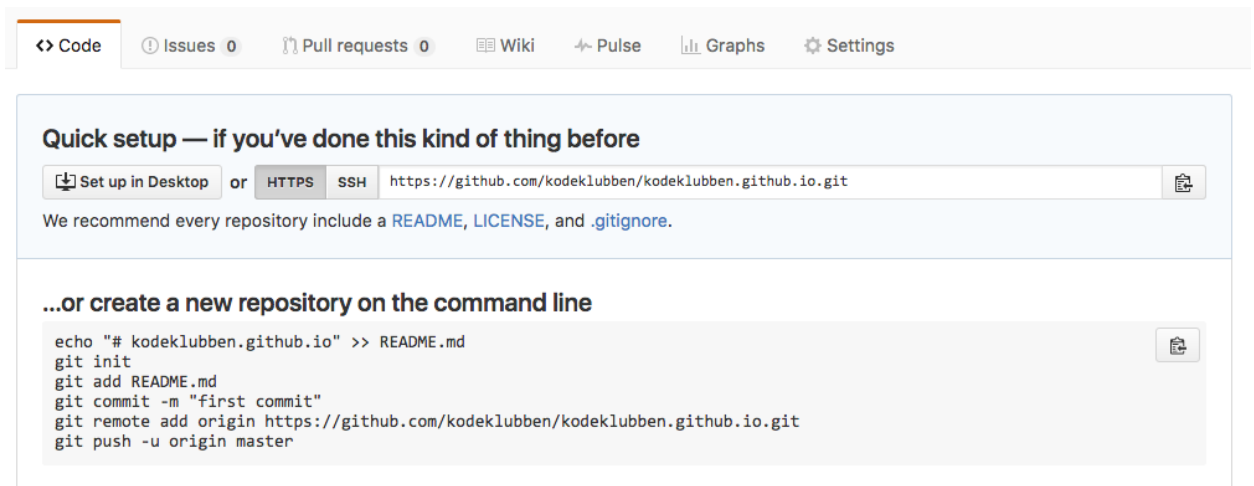 Code Issues 0 Pull requests 0 Wiki Pulse Graphs Settings
Quick setup — if you’ve done this kind of thing before
Set up in Desktop or HTTPS SSH https://github.com/kodeklubben/kodeklubben.github.io.git
We recommend every repository include a README, LICENSE, and .gitignore.
...or create a new repository on the command line
echo "# kodeklubben.github.io" >> README.md
git init
git add README.md
git commit -m "first commit"
git remote add origin https://github.com/kodeklubben/kodeklubben.github.io.git
git push -u origin master